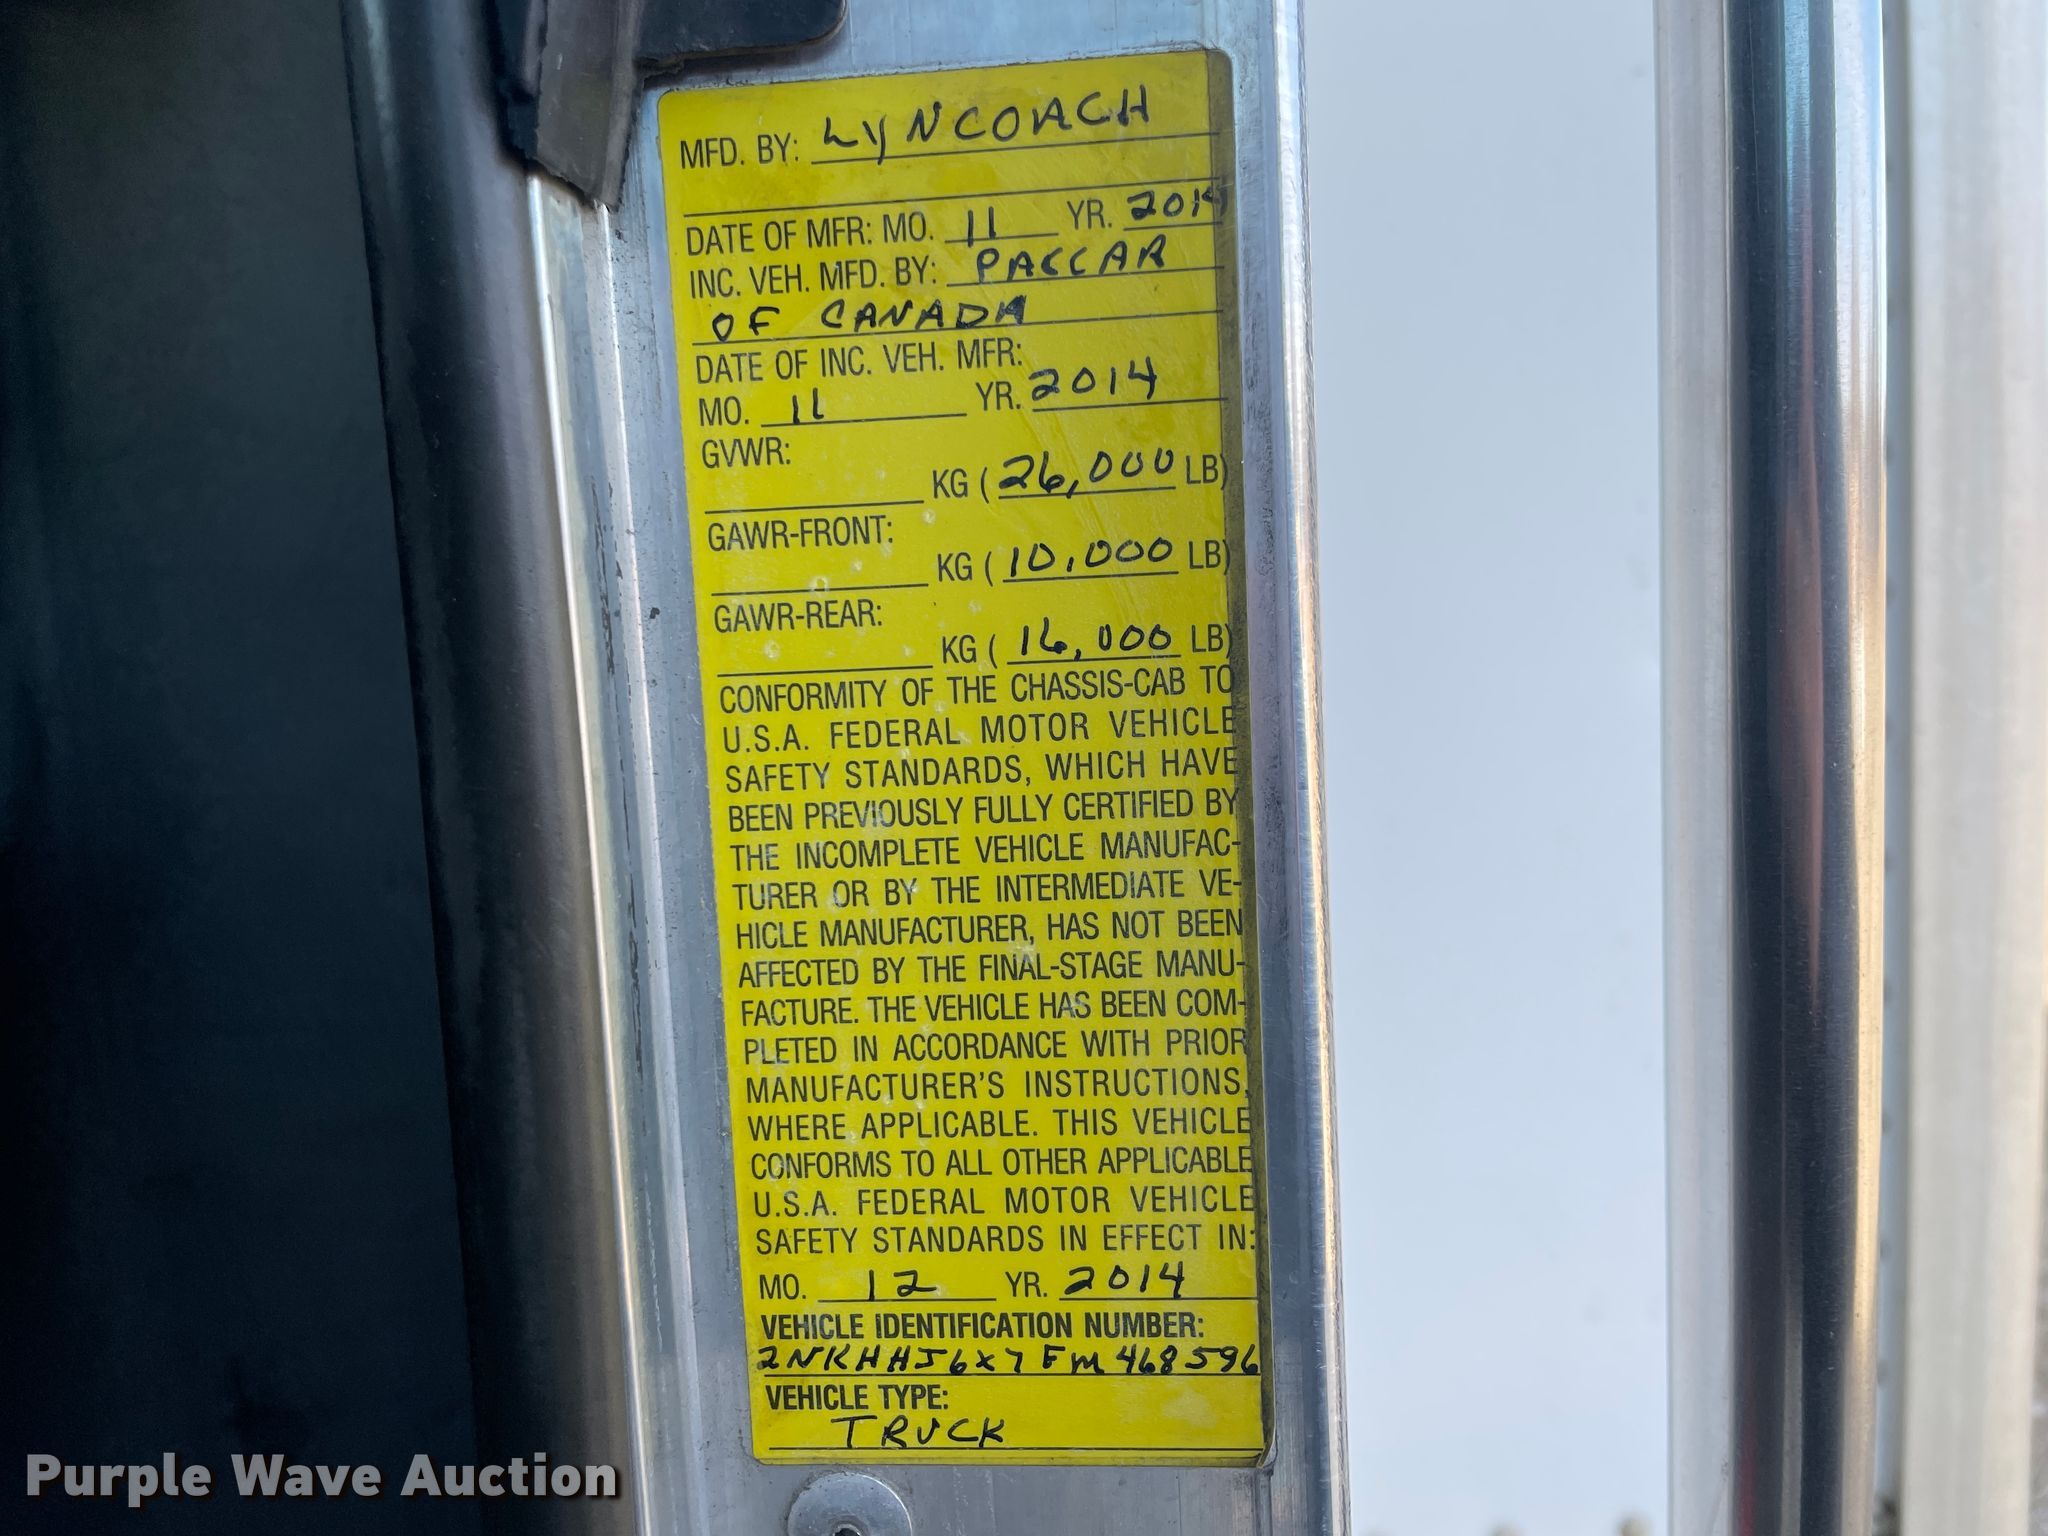 MFD. BY: LYNCOACH
DATE OF MFR: MO. 11 YR. 2014
INC. VEH. MFD. BY: PACCAR
OF CANADA
DATE OF INC. VEH. MFR:
MO. 11 YR. 2014
GVWR:
KG (26,000 LB)
GAWR-FRONT:
KG (10,000 LB)
GAWR-REAR:
KG (16,000 LB)
CONFORMITY OF THE CHASSIS-CAB TO
U.S.A. FEDERAL MOTOR VEHICLE
SAFETY STANDARDS, WHICH HAVE
BEEN PREVIOUSLY FULLY CERTIFIED BY
THE INCOMPLETE VEHICLE MANUFAC-
TURER OR BY THE INTERMEDIATE VE-
HICLE MANUFACTURER, HAS NOT BEEN
AFFECTED BY THE FINAL-STAGE MANU-
FACTURE. THE VEHICLE HAS BEEN COM-
PLETED IN ACCORDANCE WITH PRIOR
MANUFACTURER'S INSTRUCTIONS,
WHERE APPLICABLE. THIS VEHICLE
CONFORMS TO ALL OTHER APPLICABLE
U.S.A. FEDERAL MOTOR VEHICLE
SAFETY STANDARDS IN EFFECT IN:
MO. 12 YR. 2014
VEHICLE IDENTIFICATION NUMBER:
2NKHHJ6X7FM468596
VEHICLE TYPE:
TRUCK
Purple Wave Auction